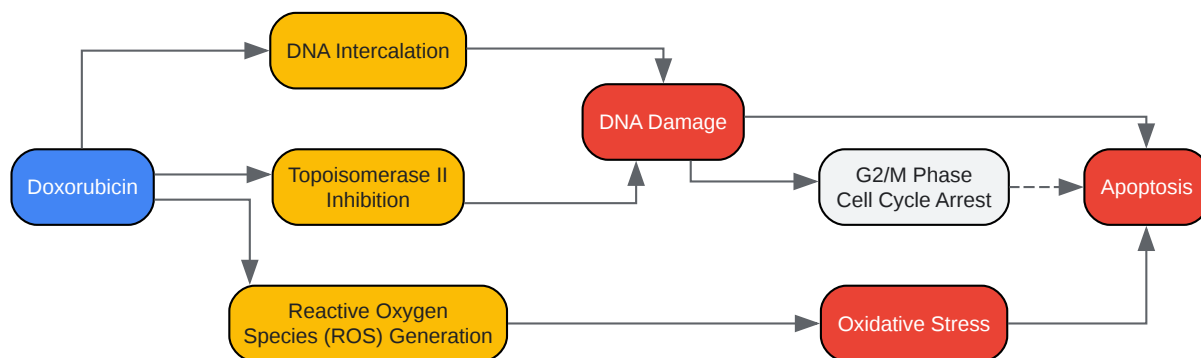 DNA Intercalation
DNA Damage
Doxorubicin
Topoisomerase II
Inhibition
G2/M Phase
Cell Cycle Arrest
Apoptosis
Reactive Oxygen
Species (ROS) Generation
Oxidative Stress